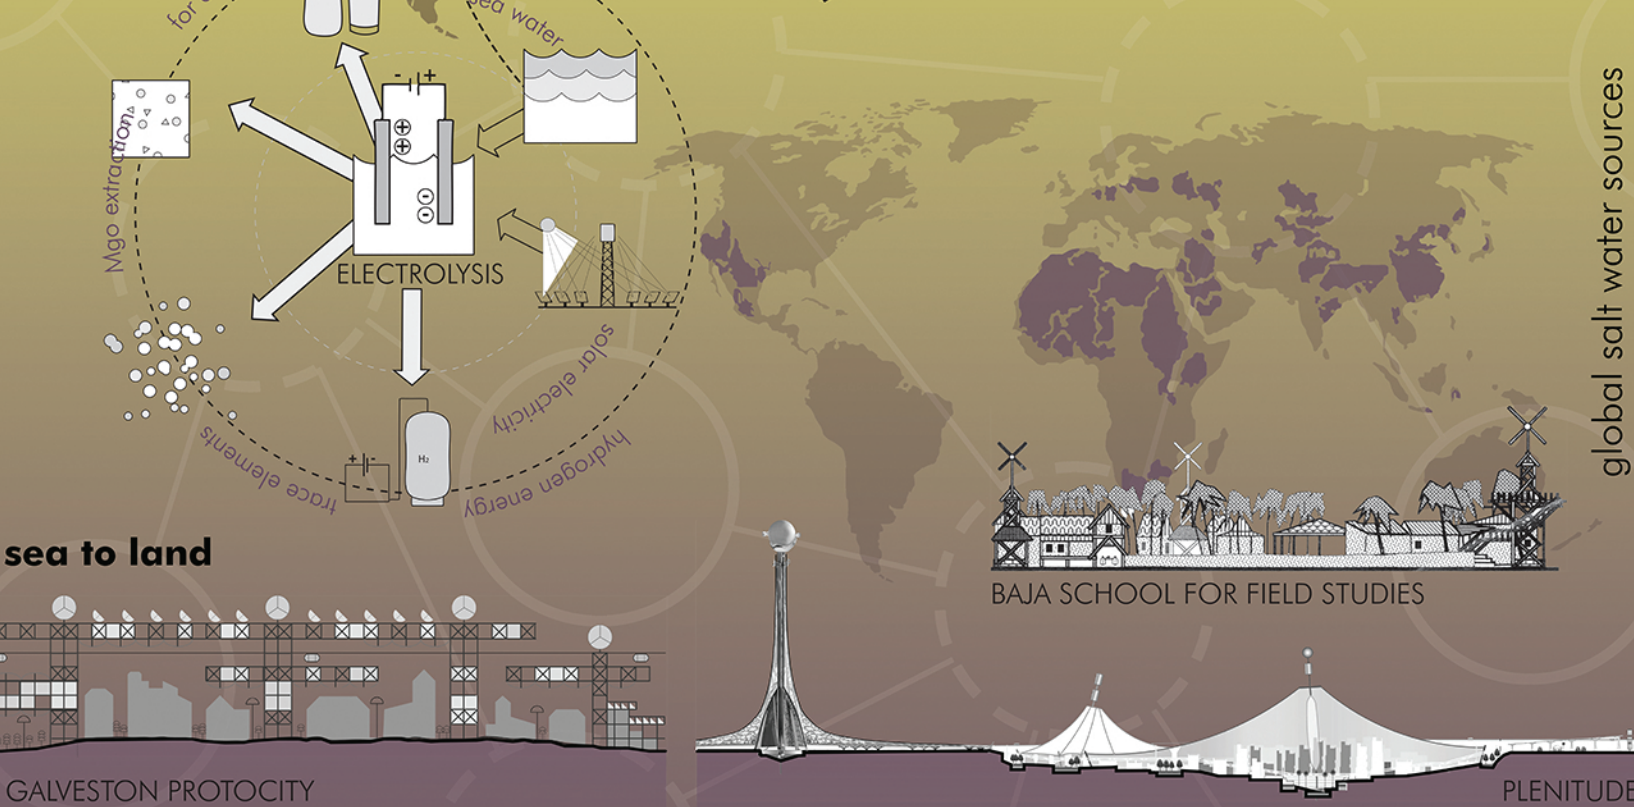 for
sea water
- +
Mgo extraction
ELECTROLYSIS
solar electricity
hydrogen energy
trace elements
+ -
H₂
global salt water sources
sea to land
BAJA SCHOOL FOR FIELD STUDIES
GALVESTON PROTOCITY
PLENITUDE